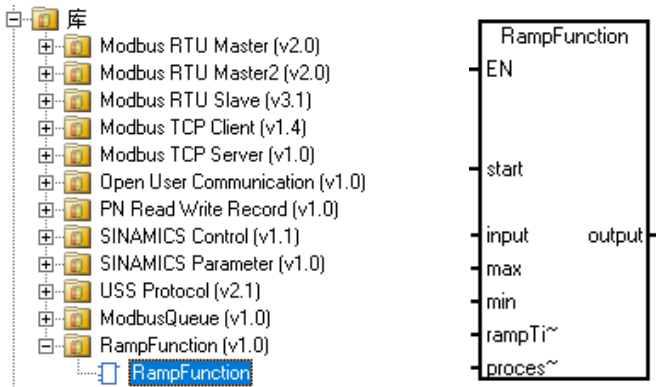 库
Modbus RTU Master (v2.0)
Modbus RTU Master2 (v2.0)
Modbus RTU Slave (v3.1)
Modbus TCP Client (v1.4)
Modbus TCP Server (v1.0)
Open User Communication (v1.0)
PN Read Write Record (v1.0)
SINAMICS Control (v1.1)
SINAMICS Parameter (v1.0)
USS Protocol (v2.1)
ModbusQueue (v1.0)
RampFunction (v1.0)
RampFunction
RampFunction
EN
start
input output
max
min
rampTi~
proces~